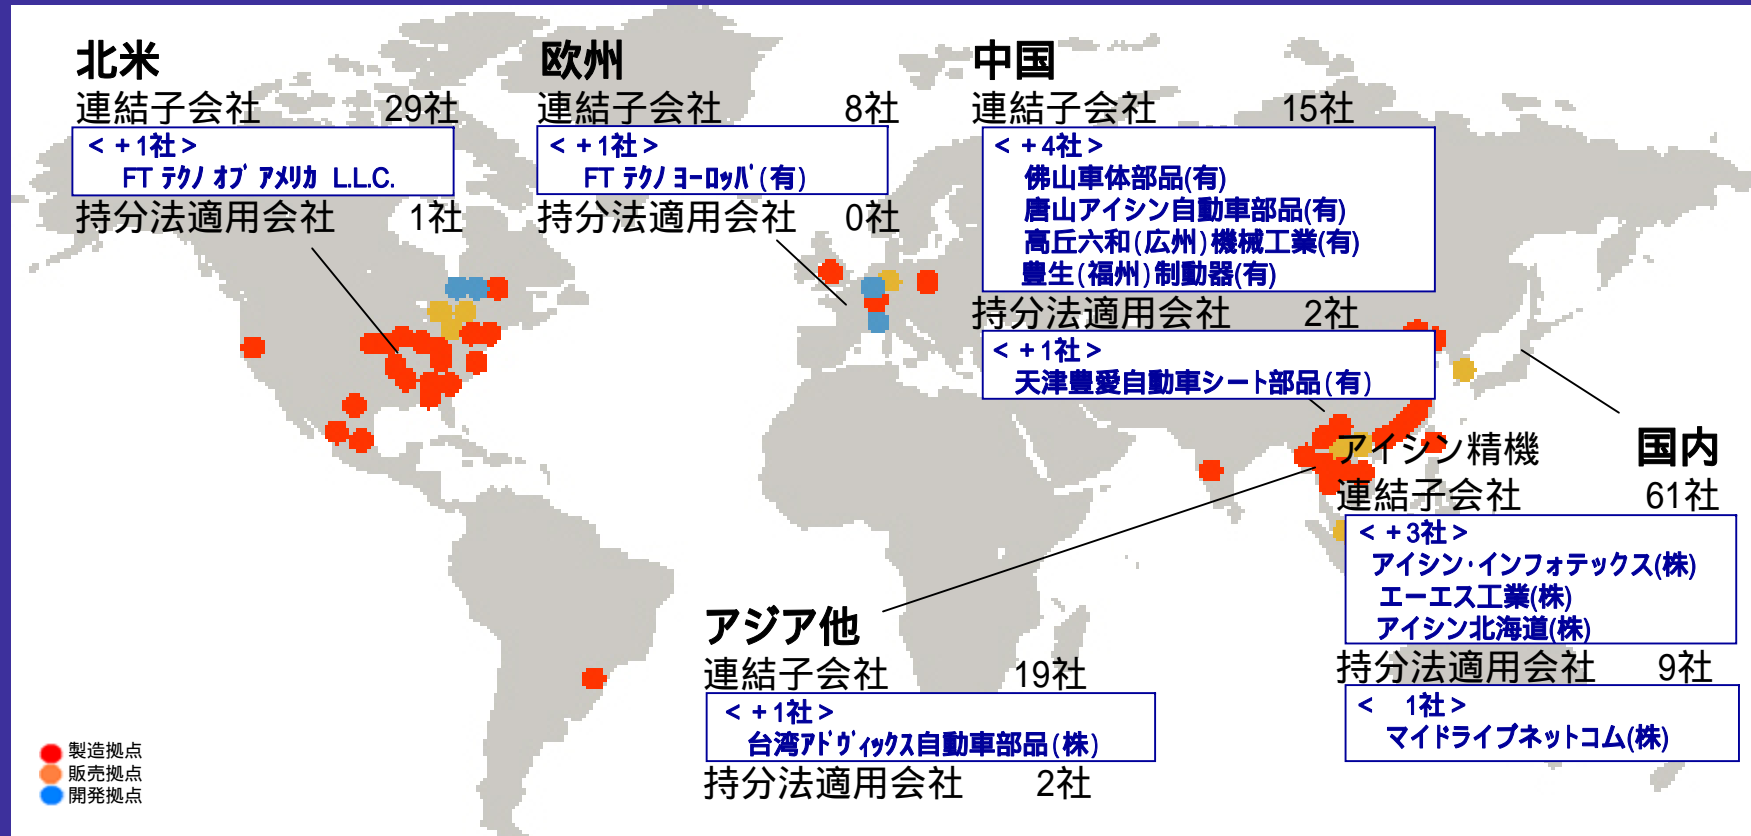 北米
連結子会社 29社
< +1社>
FT テクノ オブ アメリカ L.L.C.
持分法適用会社 1社
欧州
連結子会社 8社
< +1社>
FT テクノ ヨーロッパ(有)
持分法適用会社 0社
中国
連結子会社 15社
< +4社>
佛山車体部品(有)
唐山アイシン自動車部品(有)
高丘六和(広州)機械工業(有)
豊生(福州)制動器(有)
持分法適用会社 2社
< +1社>
天津豊愛自動車シート部品(有)
国内
アイシン精機
連結子会社 61社
< +3社>
アイシン・インフォテックス(株)
エーエス工業(株)
アイシン北海道(株)
持分法適用会社 9社
< 1社>
マイドライブネットコム(株)
アジア他
連結子会社 19社
< +1社>
台湾アドヴィックス自動車部品(株)
持分法適用会社 2社
製造拠点
販売拠点
開発拠点